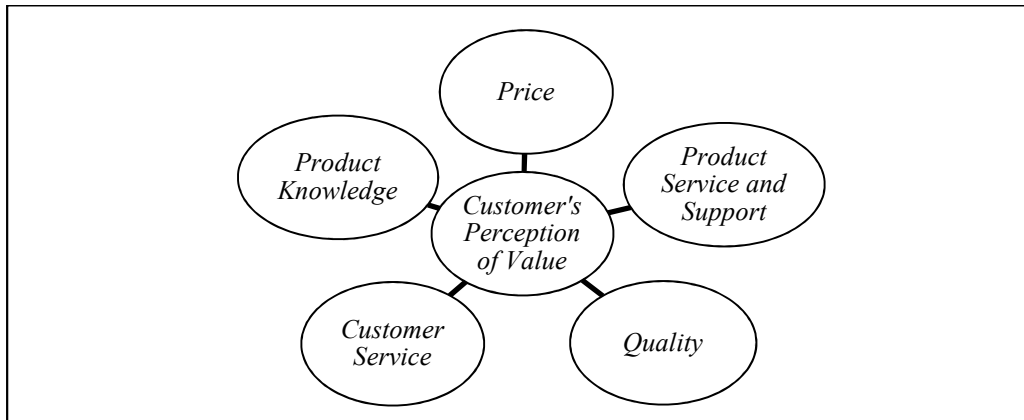 Price
Product
Knowledge
Product
Service and
Support
Customer's
Perception
of Value
Customer
Service
Quality